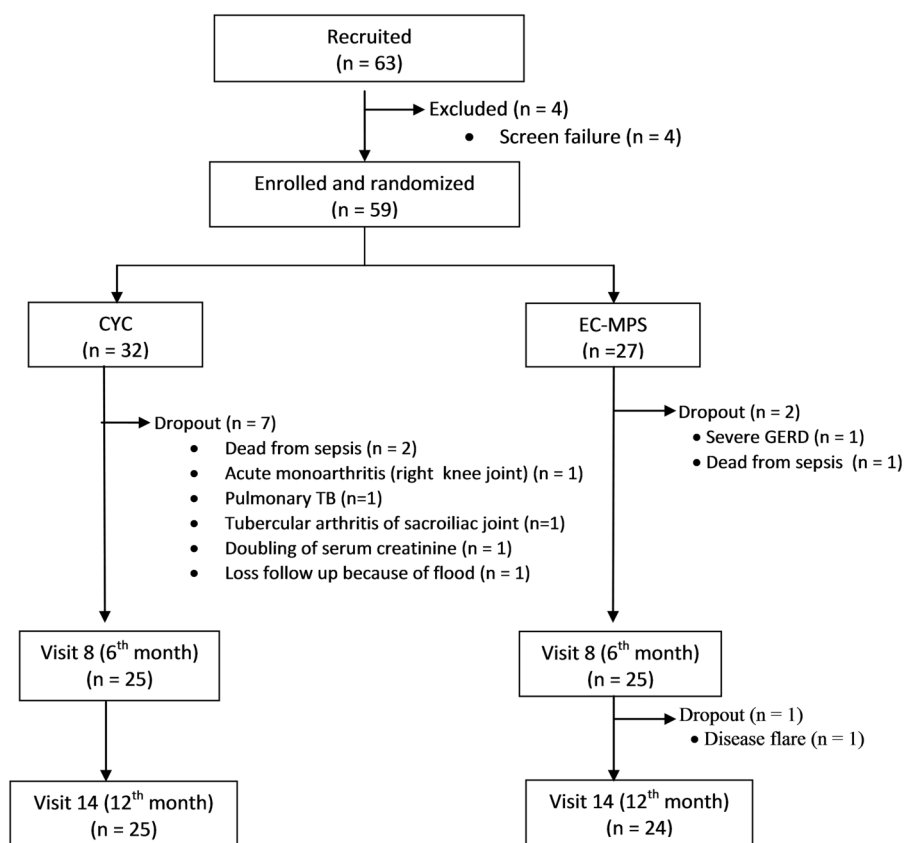 Recruited
(n = 63)
Excluded (n = 4)
• Screen failure (n = 4)
Enrolled and randomized
(n = 59)
CYC
(n = 32)
EC-MPS
(n =27)
Dropout (n = 7)
• Dead from sepsis (n = 2)
• Acute monoarthritis (right knee joint) (n = 1)
• Pulmonary TB (n=1)
• Tubercular arthritis of sacroiliac joint (n=1)
• Doubling of serum creatinine (n = 1)
• Loss follow up because of flood (n = 1)
Dropout (n = 2)
• Severe GERD (n = 1)
• Dead from sepsis (n = 1)
Visit 8 (6th month)
(n = 25)
Visit 8 (6th month)
(n = 25)
Dropout (n = 1)
• Disease flare (n = 1)
Visit 14 (12th month)
(n = 25)
Visit 14 (12th month)
(n = 24)